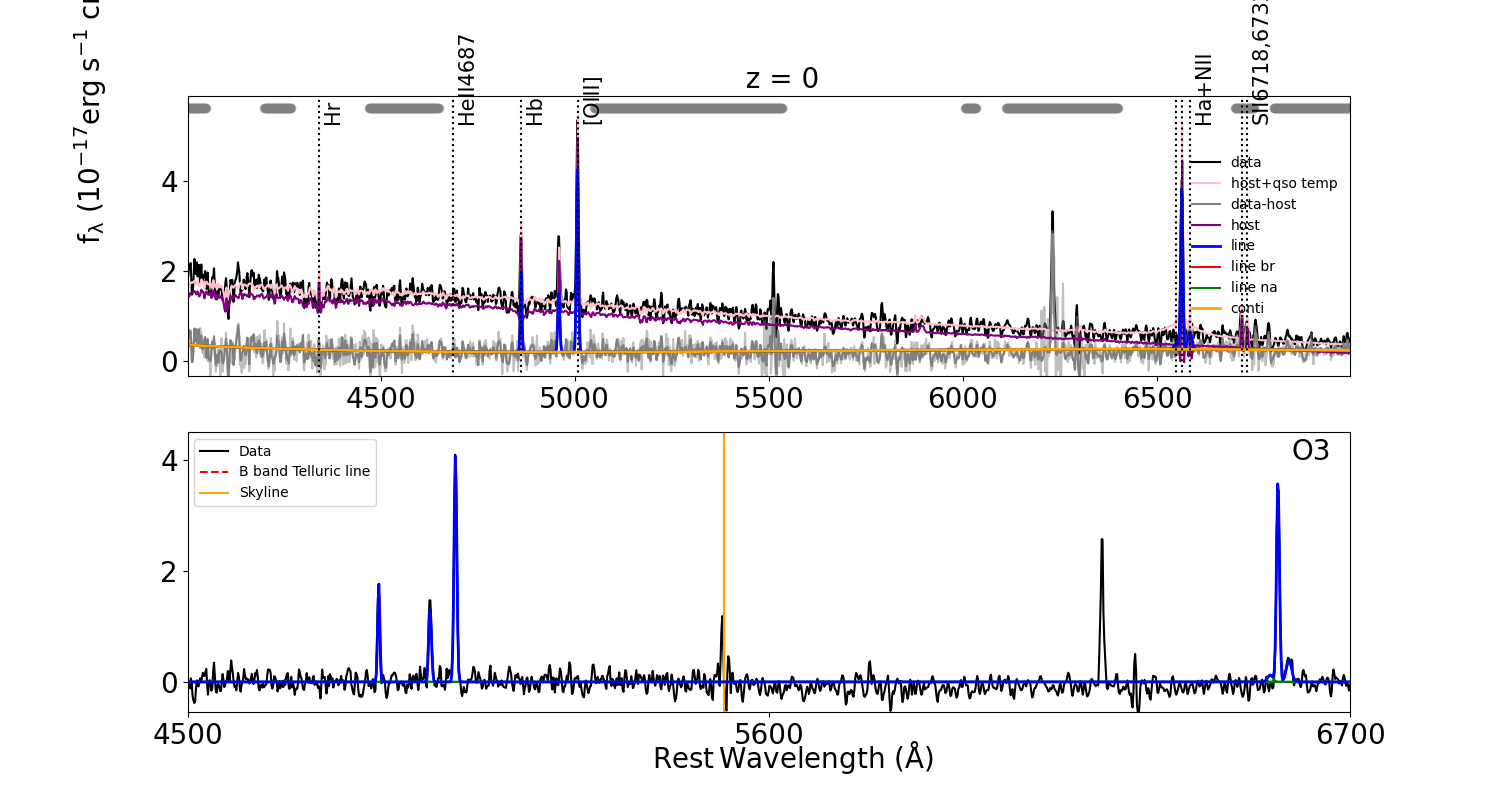 z = 0
fλ (10−17erg s−1 c
Hr
HeII4687
Hb
[OIII]
Ha+NII
SII6718,673
4
2
0
data
host+qso temp
data-host
host
line
line br
line na
conti
4500
5000
5500
6000
6500
Data
B band Telluric line
Skyline
O3
4
2
0
4500
5600
6700
Rest Wavelength (Å)